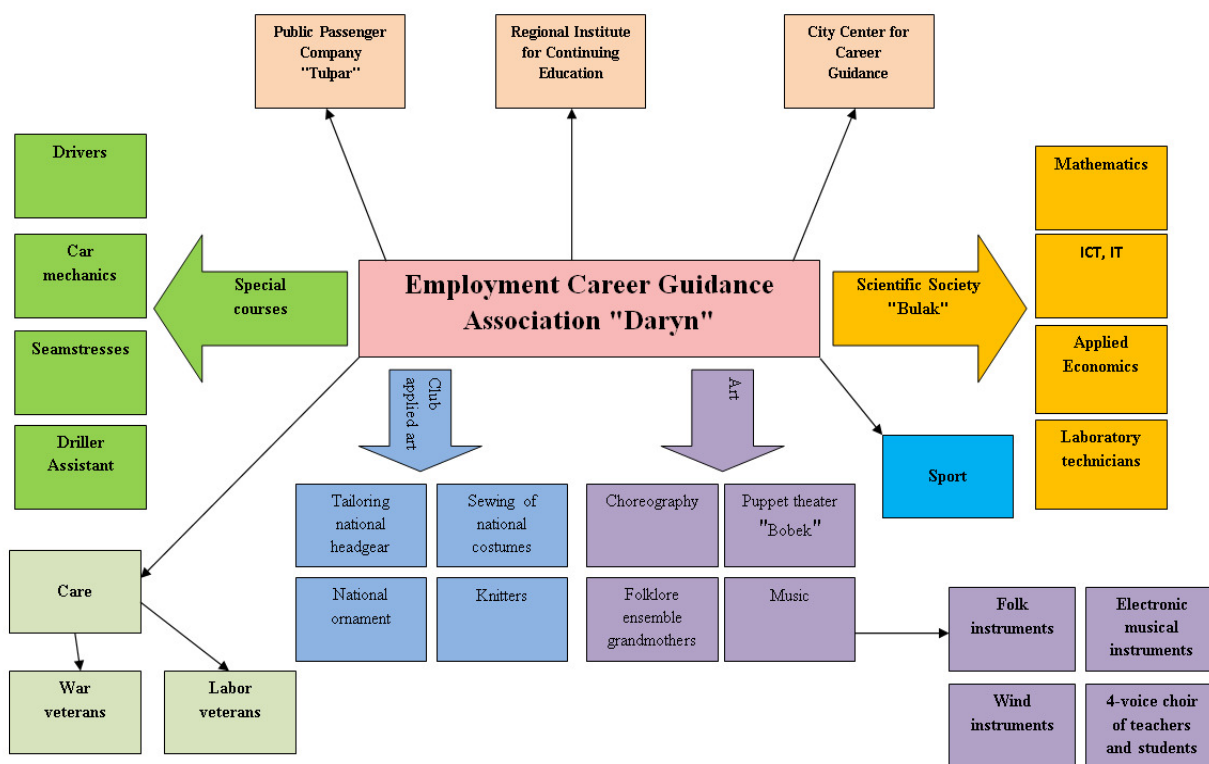 Public Passenger
Company
"Tulpar"
Regional Institute
for Continuing
Education
City Center for
Career
Guidance
Drivers
Car
mechanics
Seamstresses
Driller
Assistant
Special
courses
Employment Career Guidance
Association "Daryn"
Scientific Society
"Bulak"
Mathematics
ICT, IT
Applied
Economics
Laboratory
technicians
Club
applied art
Art
Sport
Tailoring
national
headgear
Sewing of
national
costumes
National
ornament
Knitters
Choreography
Puppet theater
"Bobek"
Folklore
ensemble
grandmothers
Music
Care
War
veterans
Labor
veterans
Folk
instruments
Electronic
musical
instruments
Wind
instruments
4-voice choir
of teachers
and students